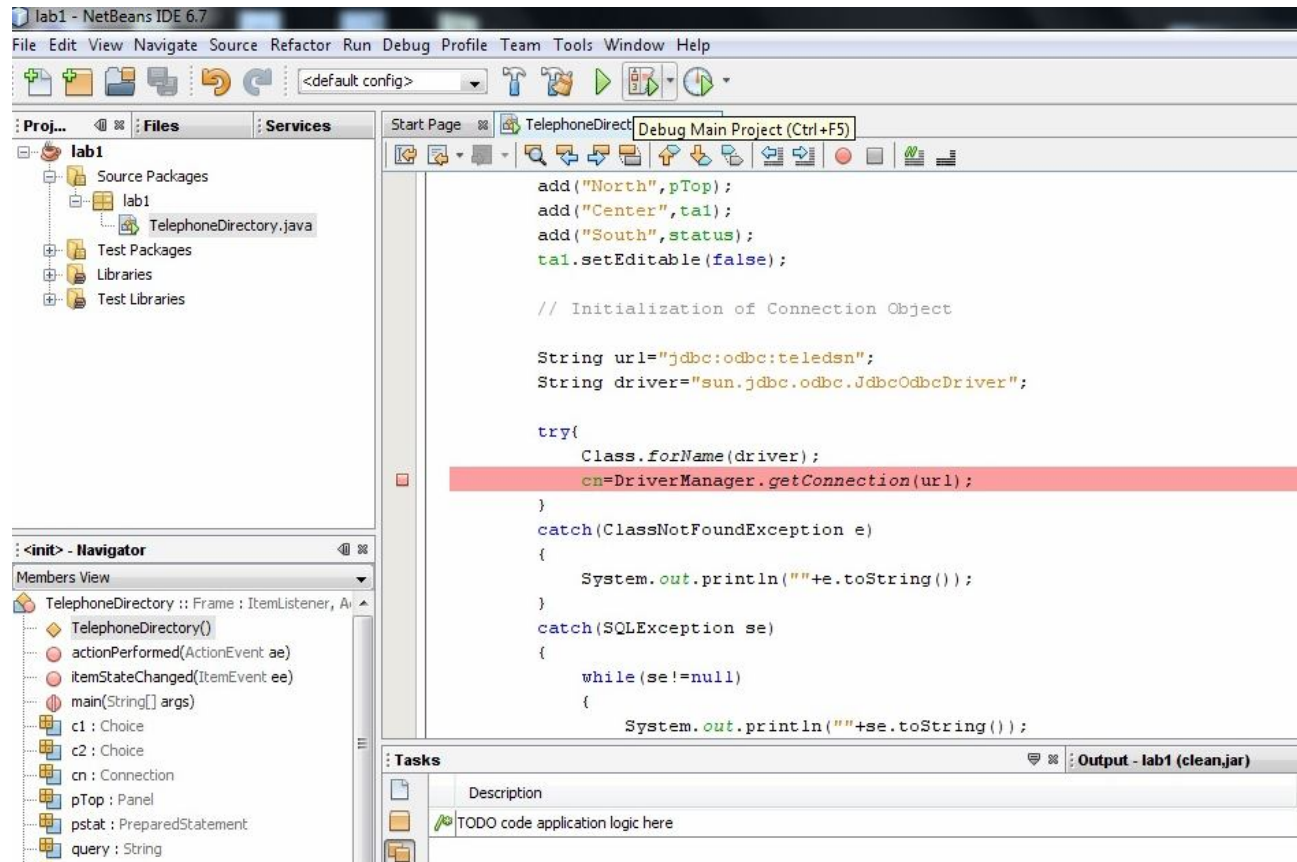 lab1 - NetBeans IDE 6.7
File Edit View Navigate Source Refactor Run Debug Profile Team Tools Window Help
<default config>
Proj... Files Services
Start Page TelephoneDirect
Debug Main Project (Ctrl+F5)
lab1
Source Packages
lab1
TelephoneDirectory.java
Test Packages
Libraries
Test Libraries
add("North",pTop);
add("Center",ta1);
add("South",status);
ta1.setEditable(false);
// Initialization of Connection Object
String url="jdbc:odbc:teledsn";
String driver="sun.jdbc.odbc.JdbcOdbcDriver";
try{
Class.forName(driver);
cn=DriverManager.getConnection(url);
}
catch(ClassNotFoundException e)
{
System.out.println(""+e.toString());
}
catch(SQLException se)
{
while(se!=null)
{
System.out.println(""+se.toString());
<init> - Navigator
Members View
TelephoneDirectory :: Frame : ItemListener, A
TelephoneDirectory()
actionPerformed(ActionEvent ae)
itemStateChanged(ItemEvent ee)
main(String[] args)
c1 : Choice
c2 : Choice
cn : Connection
pTop : Panel
pstat : PreparedStatement
query : String
Tasks
Output - lab1 (clean,jar)
Description
TODO code application logic here